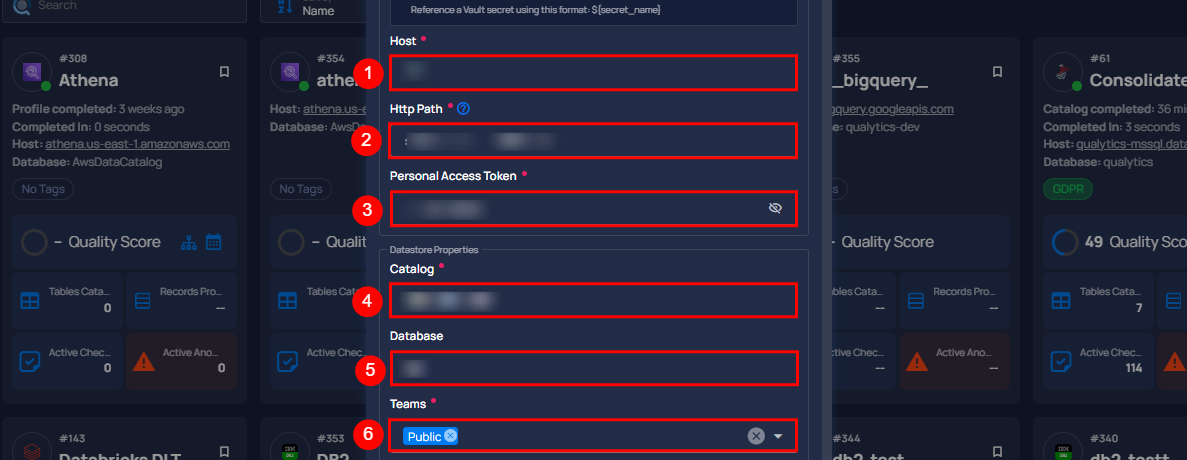 Search
Name
Reference a Vault secret using this format: ${secret_name}
Host *
1
Http Path *
2
Personal Access Token *
3
Datastore Properties
Catalog *
4
Database
5
Teams *
6
Public
#308
Athena
Profile completed: 3 weeks ago
Completed In: 0 seconds
Host: athena.us-east-1.amazonaws.com
Database: AwsDataCatalog
No Tags
– Quality Score
Tables Cata...
0
Records Pro...
--
Active Chec...
0
Active Ano...
0
#143
Databricks DLT
#354
athe
Host: athena.us-e
Database: AwsDa
No Tags
– Qual
Tables Cata
Active Chec
#353
DB2
#355
_bigquery_
gquery.googleapis.com
e: qualytics-dev
Quality Score
Cata...
--
Records Pro...
--
Chec...
--
Active Ano...
--
#344
db2-test
#61
Consolidate
Catalog completed: 36 mi
Completed In: 3 seconds
Host: qualytics-mssql.data
Database: qualytics
GDPR
49 Quality Sco
Tables Cata...
7
Active Chec...
114
#340
db2-testt